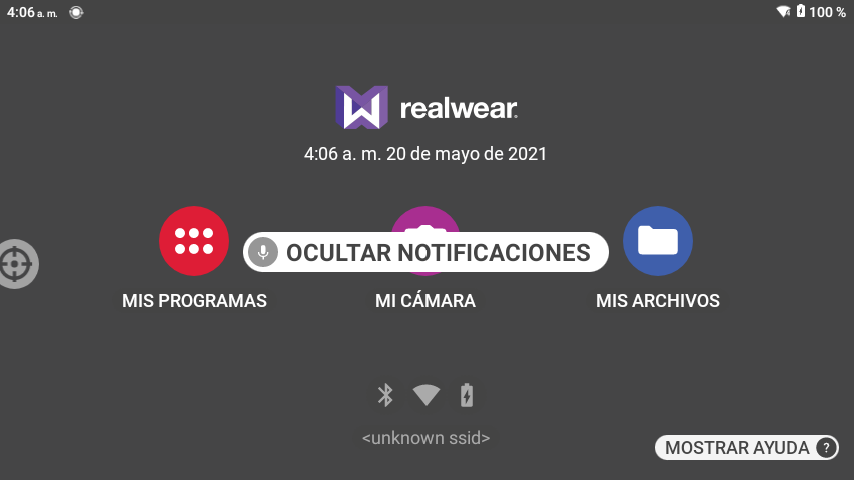 4:06 a. m.
100 %
realwear
4:06 a. m. 20 de mayo de 2021
OCULTAR NOTIFICACIONES
MIS PROGRAMAS
MI CÁMARA
MIS ARCHIVOS
<unknown ssid>
MOSTRAR AYUDA ?